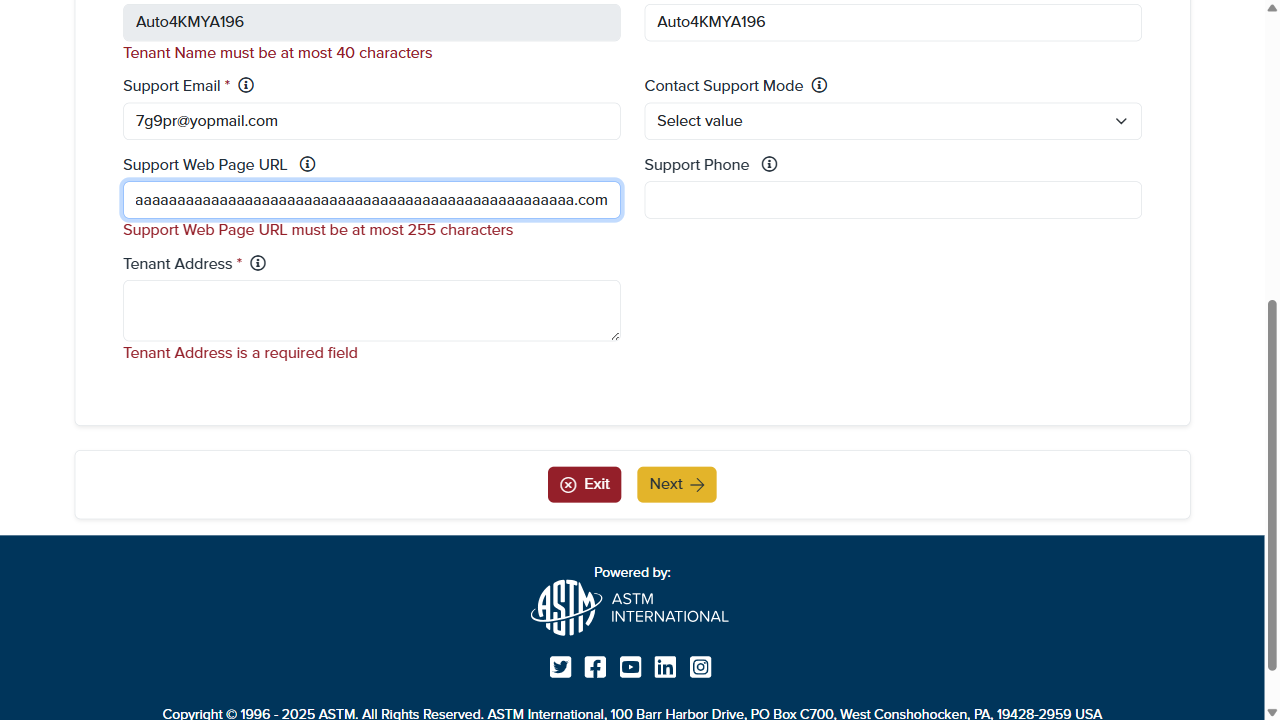 Auto4KMYA196 Auto4KMYA196
Tenant Name must be at most 40 characters
Support Email * Contact Support Mode
7g9pr@yopmail.com Select value
Support Web Page URL Support Phone
aaaaaaaaaaaaaaaaaaaaaaaaaaaaaaaaaaaaaaaaaaaaaaaaaaaa.com
Support Web Page URL must be at most 255 characters
Tenant Address *
Tenant Address is a required field
Exit Next
Powered by:
ASTM ASTM
INTERNATIONAL
Copyright © 1996 - 2025 ASTM. All Rights Reserved. ASTM International, 100 Barr Harbor Drive, PO Box C700, West Conshohocken, PA, 19428-2959 USA